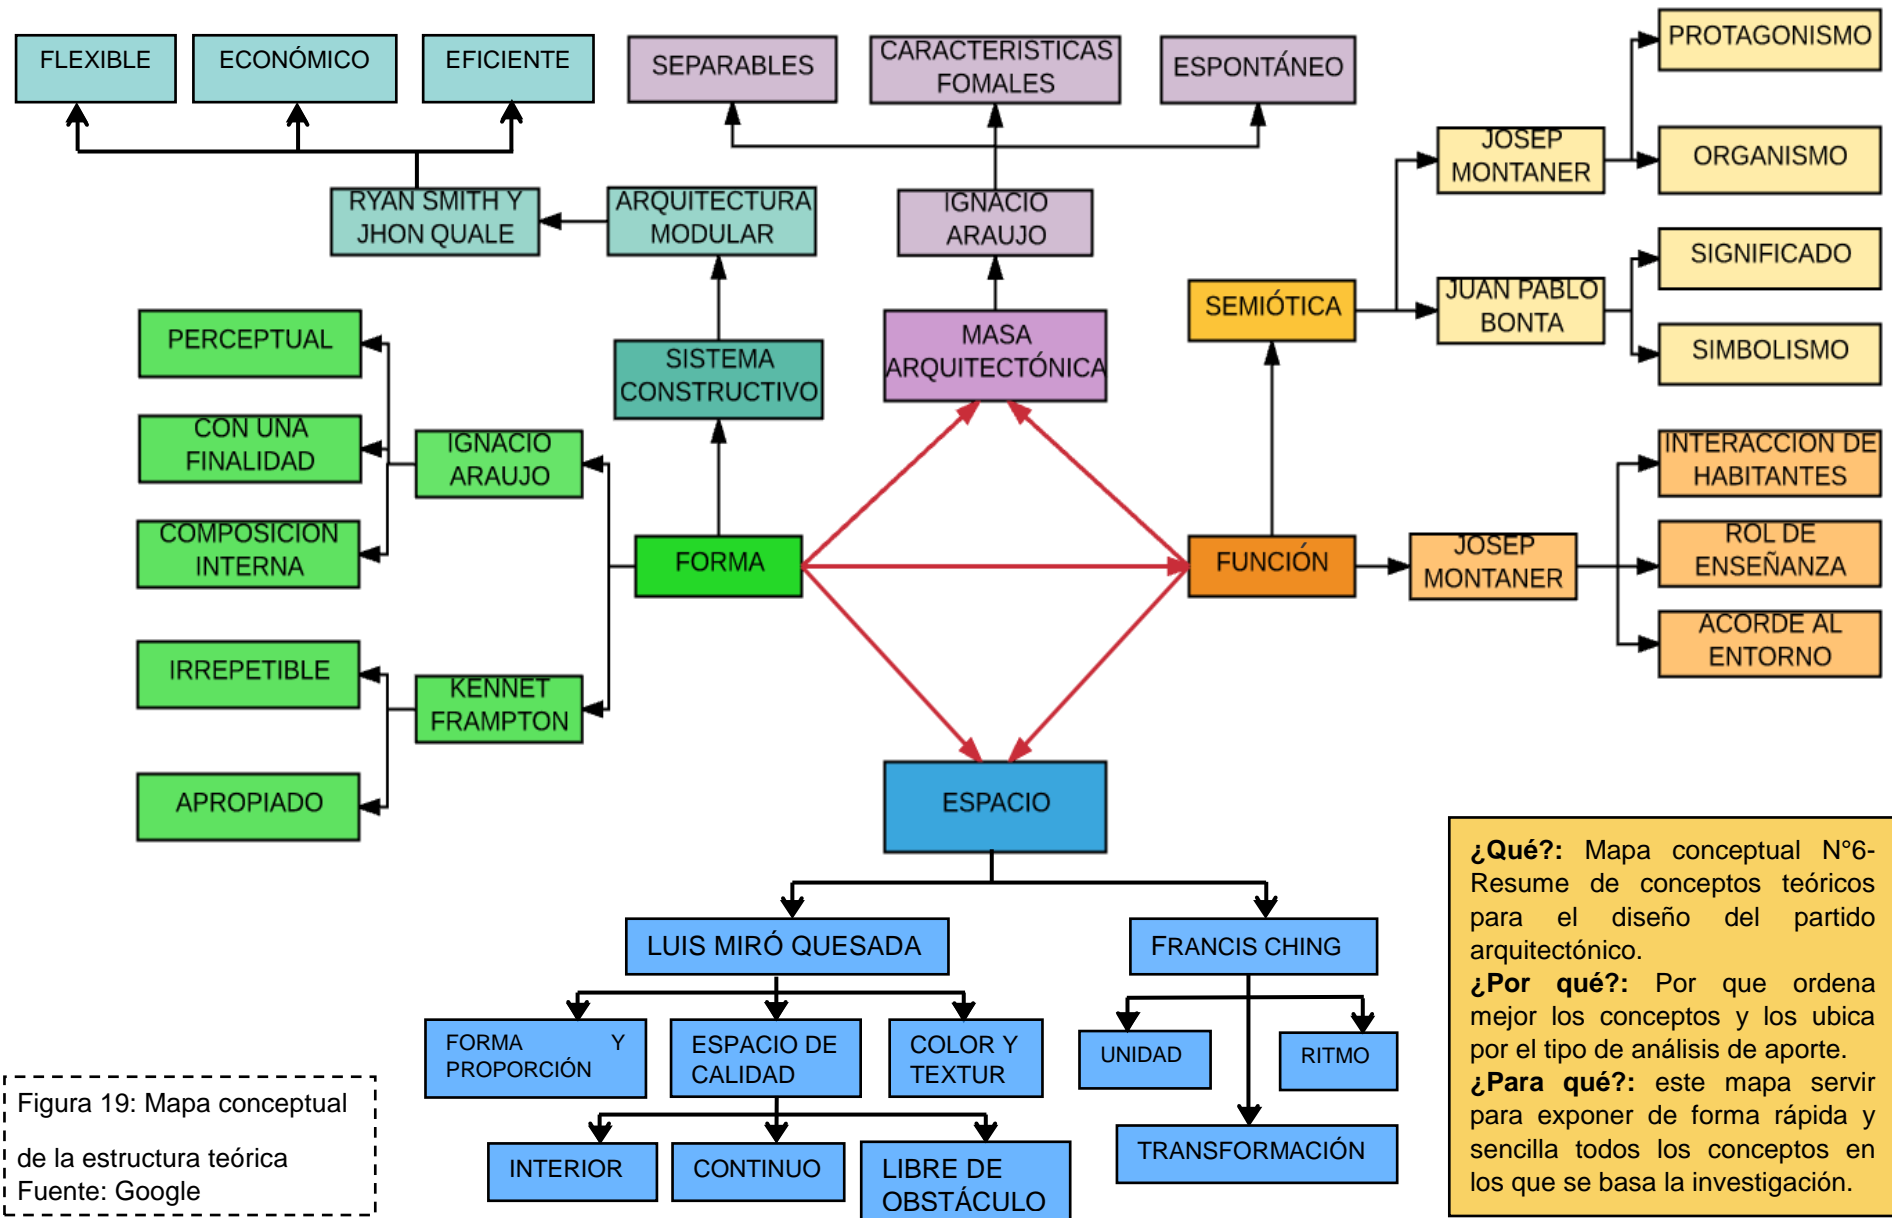 FLEXIBLE
ECONÓMICO
EFICIENTE
SEPARABLES
CARACTERISTICAS
FOMALES
ESPONTÁNEO
PROTAGONISMO
JOSEP
MONTANER
ORGANISMO
RYAN SMITH Y
JHON QUALE
ARQUITECTURA
MODULAR
IGNACIO
ARAUJO
SIGNIFICADO
SEMIÓTICA
JUAN PABLO
BONTA
SIMBOLISMO
PERCEPTUAL
SISTEMA
CONSTRUCTIVO
MASA
ARQUITECTÓNICA
CON UNA
FINALIDAD
IGNACIO
ARAUJO
INTERACCION DE
HABITANTES
COMPOSICION
INTERNA
FORMA
FUNCIÓN
JOSEP
MONTANER
ROL DE
ENSEÑANZA
ACORDE AL
ENTORNO
IRREPETIBLE
KENNET
FRAMPTON
APROPIADO
ESPACIO
LUIS MIRÓ QUESADA
FRANCIS CHING
FORMA Y
PROPORCIÓN
ESPACIO DE
CALIDAD
COLOR Y
TEXTUR
UNIDAD
RITMO
INTERIOR
CONTINUO
LIBRE DE
OBSTÁCULO
TRANSFORMACIÓN
¿Qué?: Mapa conceptual N°6-
Resume de conceptos teóricos
para el diseño del partido
arquitectónico.
¿Por qué?: Por que ordena
mejor los conceptos y los ubica
por el tipo de análisis de aporte.
¿Para qué?: este mapa servir
para exponer de forma rápida y
sencilla todos los conceptos en
los que se basa la investigación.
Figura 19: Mapa conceptual
de la estructura teórica
Fuente: Google